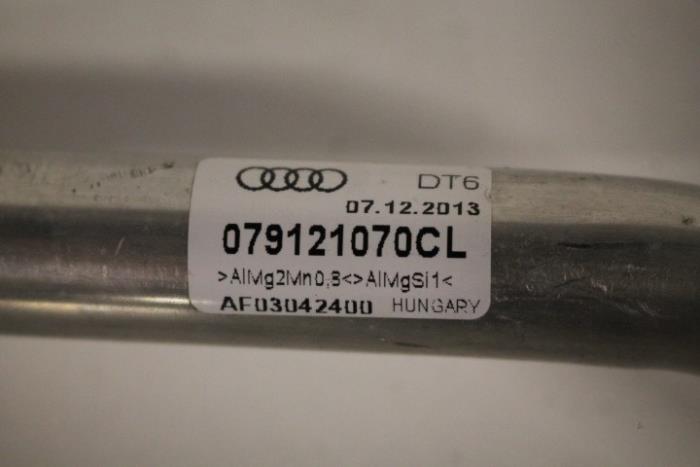 DT6
07.12.2013
079121070CL
>AlMg2Mn0,8<>AlMgSi1<
AF03042400 HUNGARY